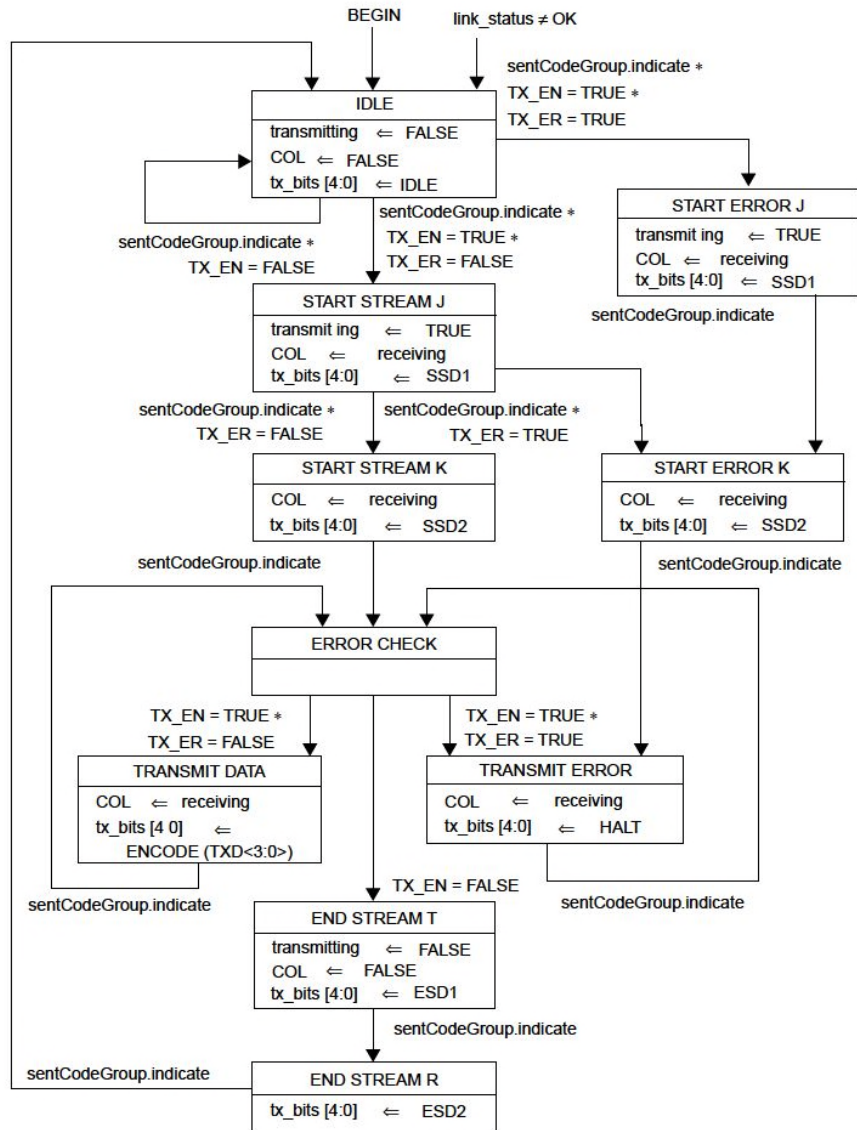 BEGIN
link_status ≠ OK
sentCodeGroup.indicate ∗
TX_EN = TRUE ∗
TX_ER = TRUE
IDLE
transmitting ⇐ FALSE
COL ⇐ FALSE
tx_bits [4:0] ⇐ IDLE
sentCodeGroup.indicate ∗
TX_EN = FALSE
sentCodeGroup.indicate ∗
TX_EN = TRUE ∗
TX_ER = FALSE
START ERROR J
transmit ing ⇐ TRUE
COL ⇐ receiving
tx_bits [4:0] ⇐ SSD1
sentCodeGroup.indicate
START STREAM J
transmit ing ⇐ TRUE
COL ⇐ receiving
tx_bits [4:0] ⇐ SSD1
sentCodeGroup.indicate ∗
TX_ER = FALSE
sentCodeGroup.indicate ∗
TX_ER = TRUE
START STREAM K
COL ⇐ receiving
tx_bits [4:0] ⇐ SSD2
START ERROR K
COL ⇐ receiving
tx_bits [4:0] ⇐ SSD2
sentCodeGroup.indicate
sentCodeGroup.indicate
ERROR CHECK
TX_EN = TRUE ∗
TX_ER = FALSE
TX_EN = TRUE ∗
TX_ER = TRUE
TRANSMIT DATA
COL ⇐ receiving
tx_bits [4 0] ⇐
ENCODE (TXD<3:0>)
TRANSMIT ERROR
COL ⇐ receiving
tx_bits [4:0] ⇐ HALT
sentCodeGroup.indicate
TX_EN = FALSE
sentCodeGroup.indicate
END STREAM T
transmitting ⇐ FALSE
COL ⇐ FALSE
tx_bits [4:0] ⇐ ESD1
sentCodeGroup.indicate
sentCodeGroup.indicate
END STREAM R
tx_bits [4:0] ⇐ ESD2